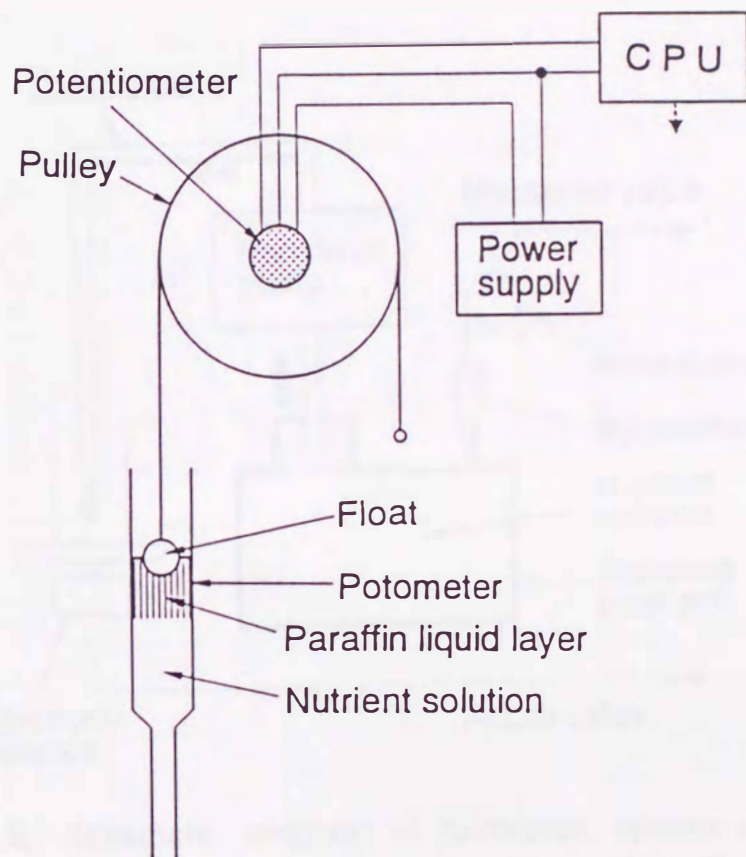 CPU
Potentiometer
Pulley
Power
supply
Float
Potometer
Paraffin liquid layer
Nutrient solution